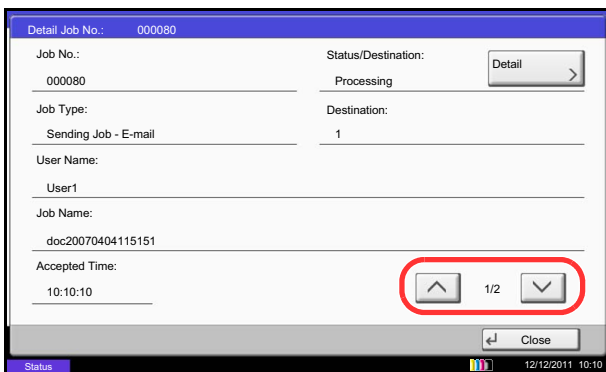 Detail Job No.: 000080
Job No.:
000080
Status/Destination:
Processing
Detail
Job Type:
Sending Job - E-mail
Destination:
1
User Name:
User1
Job Name:
doc20070404115151
Accepted Time:
10:10:10
1/2
Close
Status
12/12/2011 10:10